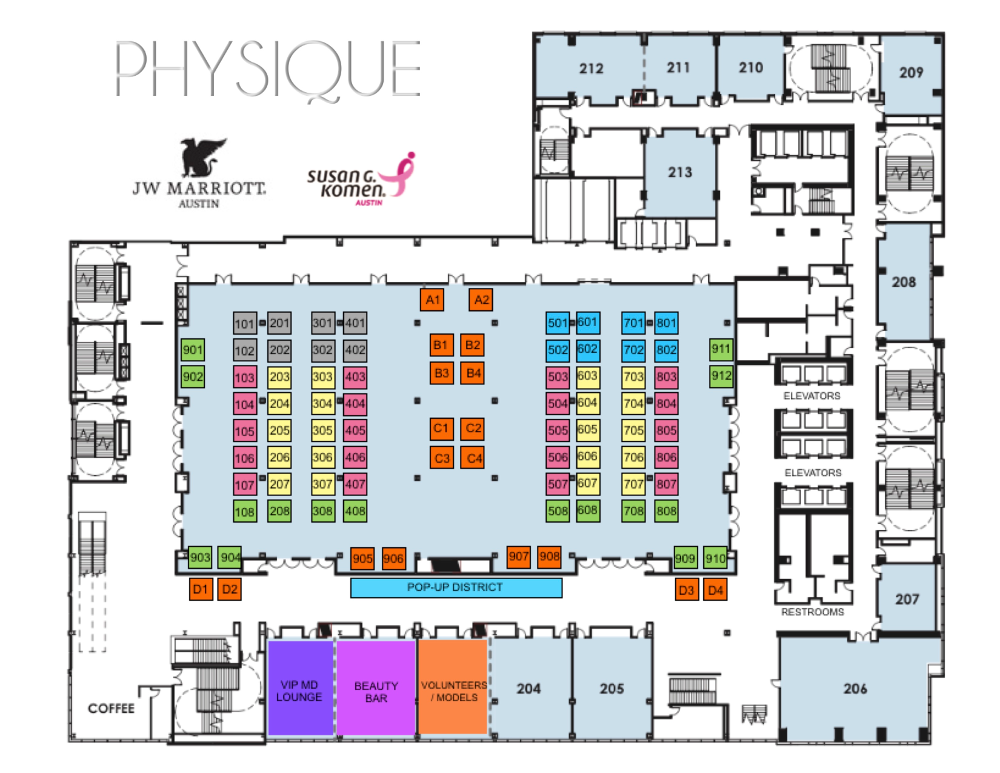 PHYSIQUE
212
211
210
209
213
JW MARRIOTT.
AUSTIN
susan G.
komen.
AUSTIN
208
A1 A2
101 201 301 401 501 601 701 801
901 102 202 302 402 B1 B2 502 602 702 802 911
902 103 203 303 403 B3 B4 503 603 703 803 912
ELEVATORS
104 204 304 404 504 604 704 804
105 205 305 405 C1 C2 505 605 705 805
106 206 306 406 C3 C4 506 606 706 806
ELEVATORS
107 207 307 407 507 607 707 807
108 208 308 408 508 608 708 808
903 904 905 906 907 908 909 910
D1 D2 POP-UP DISTRICT D3 D4
207
RESTROOMS
VIP MD
LOUNGE
BEAUTY
BAR
VOLUNTEERS
/ MODELS
204
205
206
COFFEE